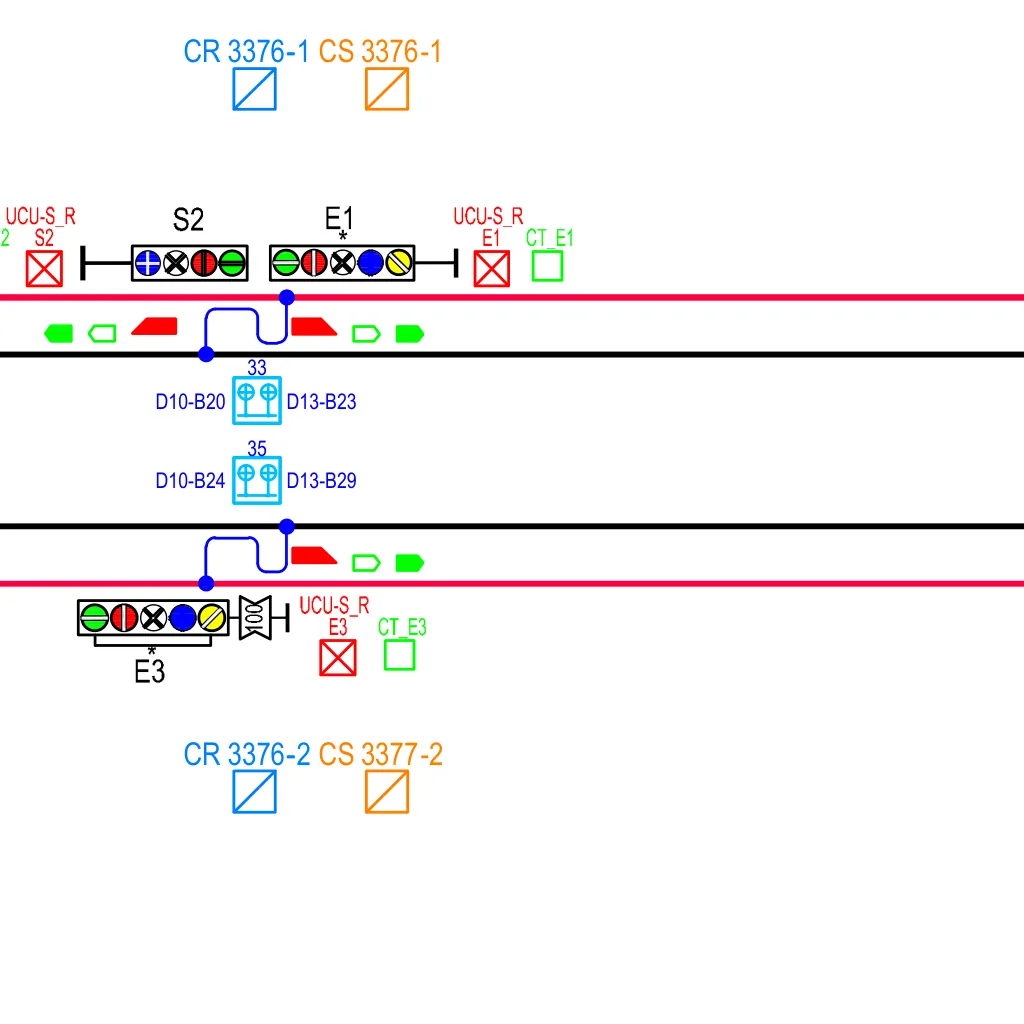 CR 3376-1 CS 3376-1
UCU-S_R
2 S2
S2
E1
*
UCU-S_R
E1 CT_E1
33
D10-B20 D13-B23
35
D10-B24 D13-B29
100
UCU-S_R
E3 CT_E3
*
E3
CR 3376-2 CS 3377-2